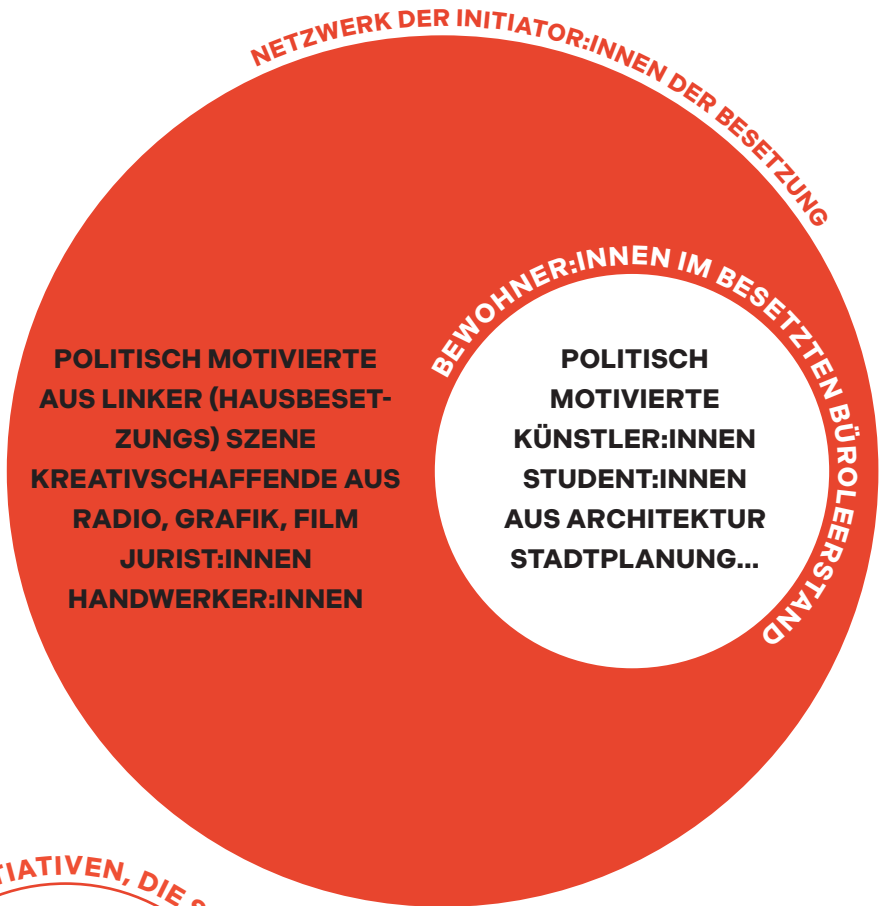 NETZWERK DER INITIATOR:INNEN DER BESETZUNG
BEWOHNER:INNEN IM BESETZTEN BÜROLEERSTAND
POLITISCH MOTIVIERTE
AUS LINKER (HAUSBESET-
ZUNGS) SZENE
KREATIVSCHAFFENDE AUS
RADIO, GRAFIK, FILM
JURIST:INNEN
HANDWERKER:INNEN
POLITISCH
MOTIVIERTE
KÜNSTLER:INNEN
STUDENT:INNEN
AUS ARCHITEKTUR
STADTPLANUNG...
TIATIVEN, DIE S